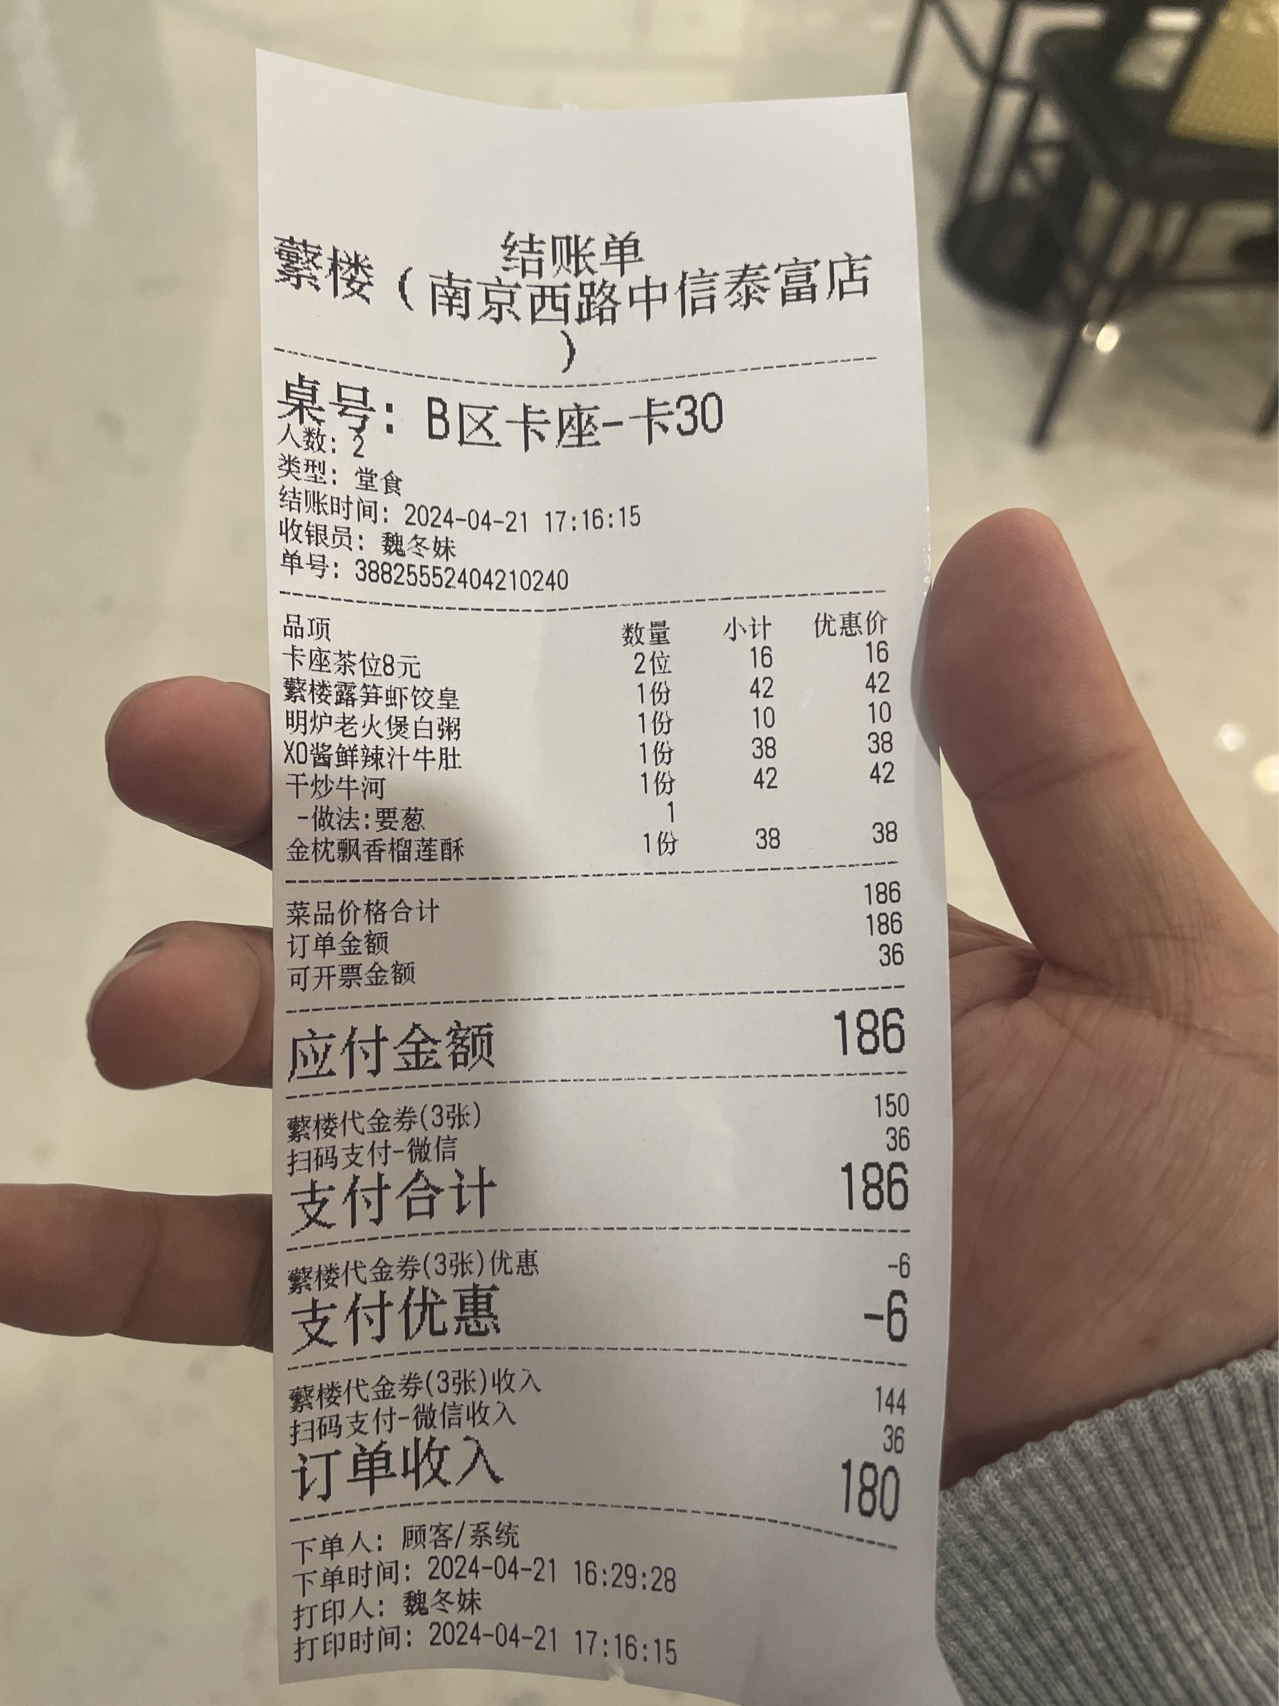 结账单
蘩楼（南京西路中信泰富店
）
桌号：B区卡座-卡30
人数：2
类型：堂食
结账时间：2024-04-21 17:16:15
收银员：魏冬妹
单号：38825552404210240
品项 数量 小计 优惠价
卡座茶位8元 2位 16 16
蘩楼露笋虾饺皇 1份 42 42
明炉老火煲白粥 1份 10 10
XO酱鲜辣汁牛肚 1份 38 38
干炒牛河 1份 42 42
-做法:要葱 1
金枕飘香榴莲酥 1份 38 38
菜品价格合计 186
订单金额 186
可开票金额 36
应付金额 186
蘩楼代金券(3张) 150
扫码支付-微信 36
支付合计 186
蘩楼代金券(3张)优惠 -6
支付优惠 -6
蘩楼代金券(3张)收入 144
扫码支付-微信收入 36
订单收入 180
下单人：顾客/系统
下单时间：2024-04-21 16:29:28
打印人：魏冬妹
打印时间：2024-04-21 17:16:15